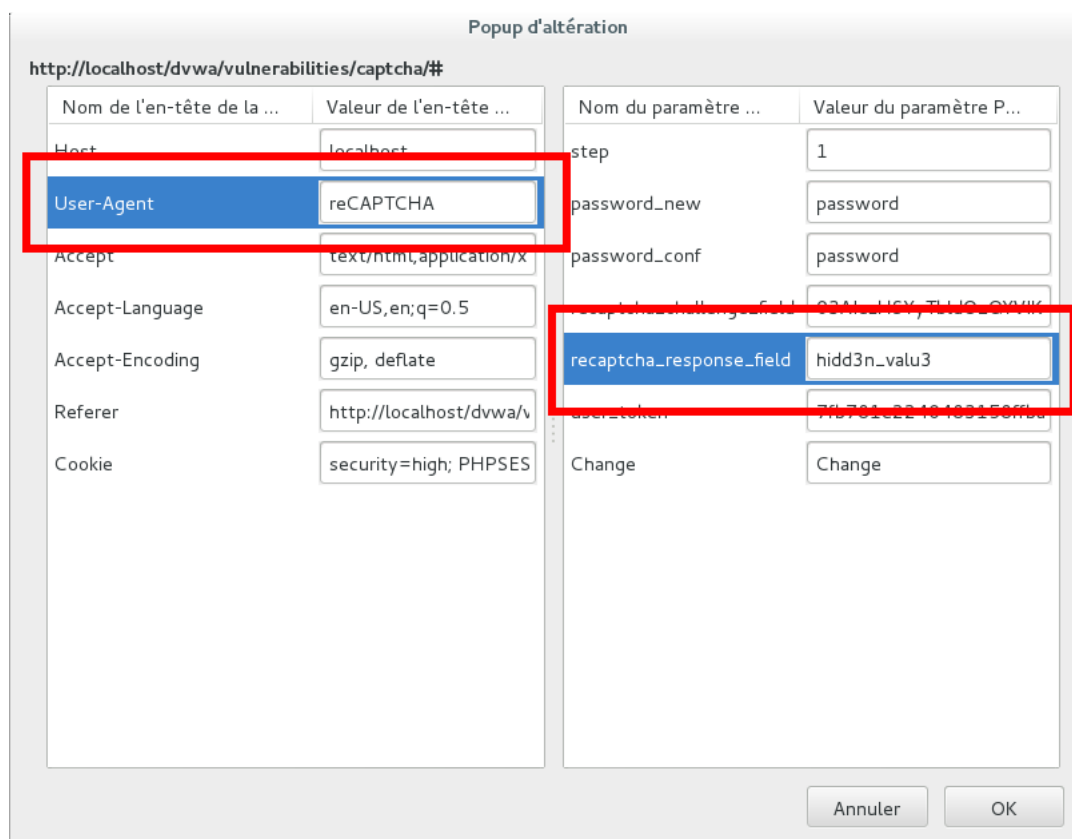 Popup d'altération
http://localhost/dvwa/vulnerabilities/captcha/#
Nom de l'en-tête de la ...
Valeur de l'en-tête ...
Host
localhost
User-Agent
reCAPTCHA
Accept
text/html,application/x
Accept-Language
en-US,en;q=0.5
Accept-Encoding
gzip, deflate
Referer
http://localhost/dvwa/v
Cookie
security=high; PHPSES
Nom du paramètre ...
Valeur du paramètre P...
step
1
password_new
password
password_conf
password
recaptcha_challenge_field
recaptcha_response_field
hidd3n_valu3
user_token
Change
Change
Annuler
OK